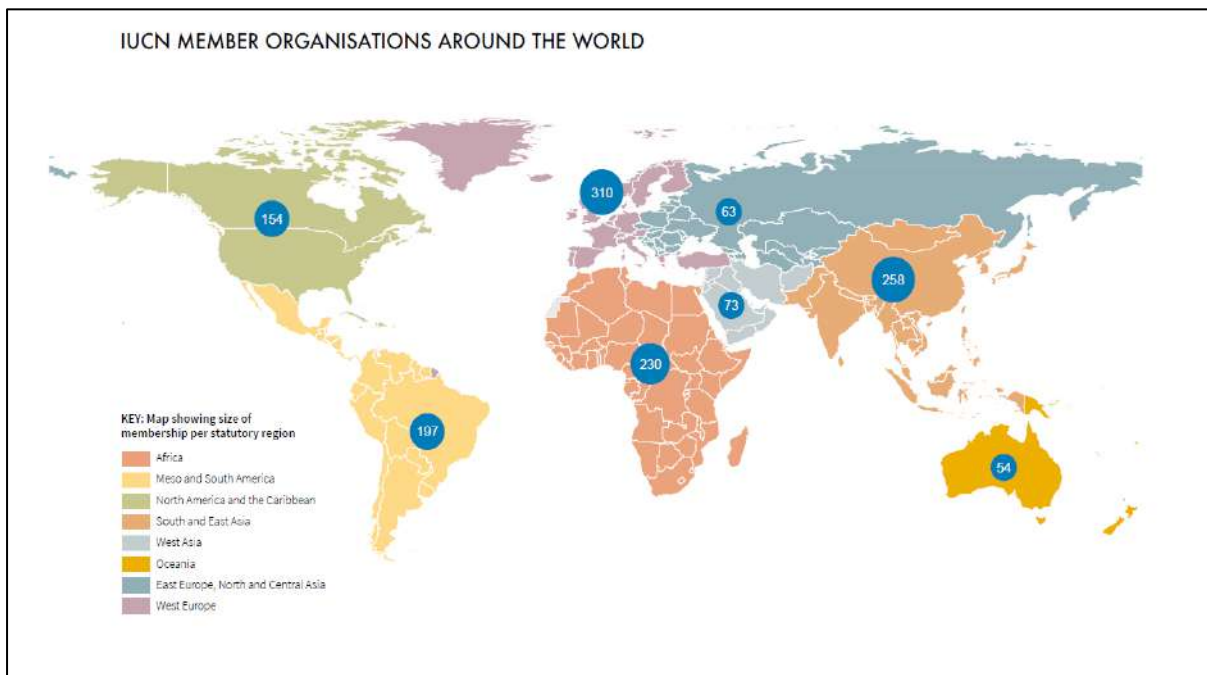 IUCN MEMBER ORGANISATIONS AROUND THE WORLD
310
154
63
258
73
230
197
54
KEY: Map showing size of
membership per statutory region
Africa
Meso and South America
North America and the Caribbean
South and East Asia
West Asia
Oceania
East Europe, North and Central Asia
West Europe